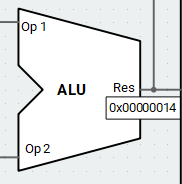 Op 1
ALU
Res
0x00000014
Op 2